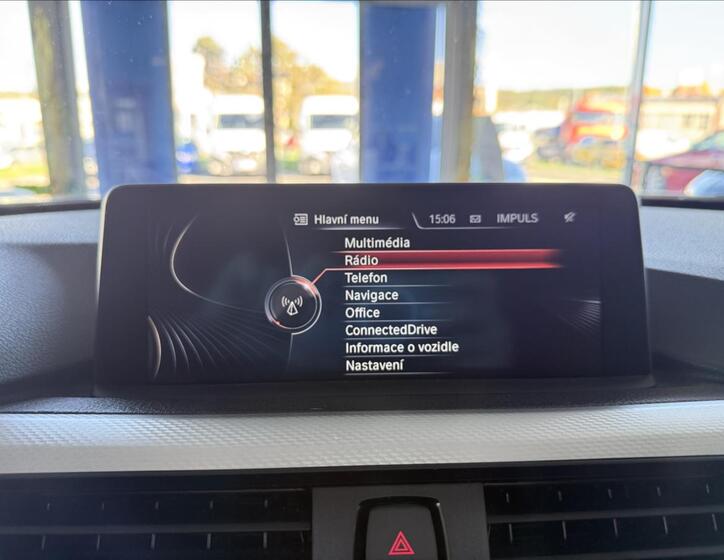 Hlavní menu 15:06 IMPULS
Multimédia
Rádio
Telefon
Navigace
Office
ConnectedDrive
Informace o vozidle
Nastavení